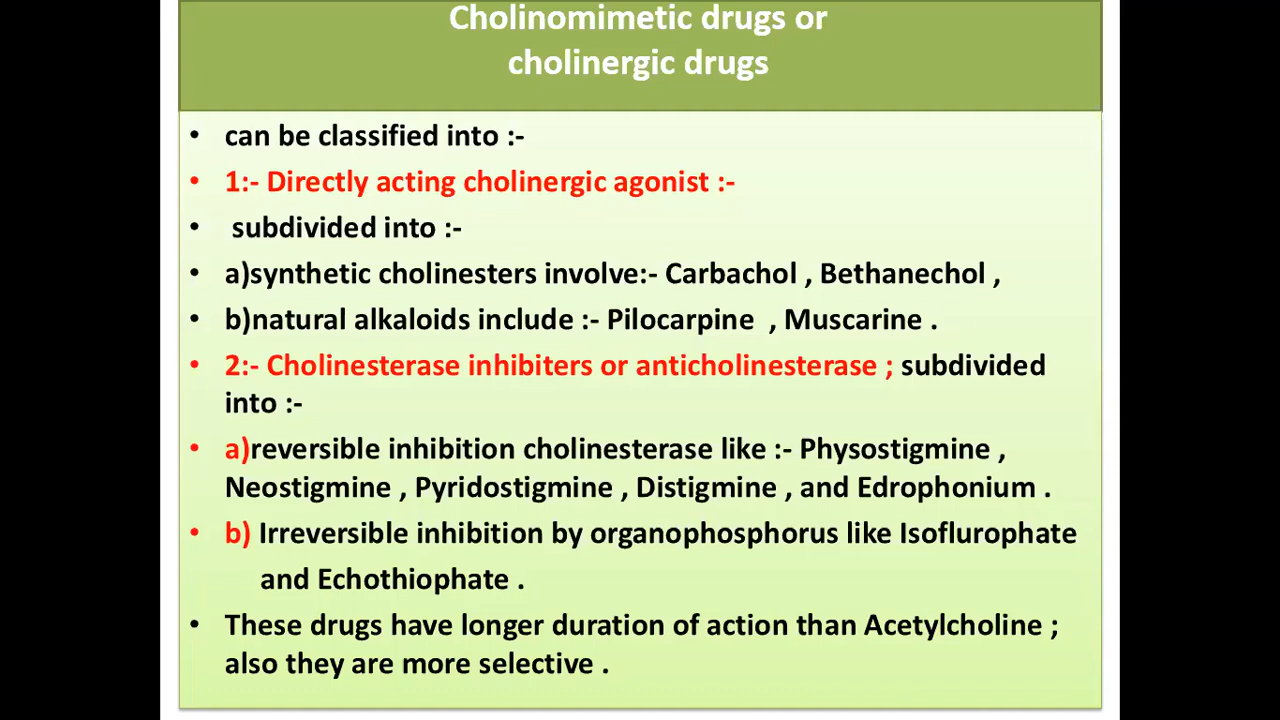 Cholinomimetic drugs or
cholinergic drugs
• can be classified into :-
• 1:- Directly acting cholinergic agonist :-
• subdivided into :-
• a)synthetic cholinesters involve:- Carbachol , Bethanechol ,
• b)natural alkaloids include :- Pilocarpine , Muscarine .
• 2:- Cholinesterase inhibiters or anticholinesterase ; subdivided
into :-
• a)reversible inhibition cholinesterase like :- Physostigmine ,
Neostigmine , Pyridostigmine , Distigmine , and Edrophonium .
• b) Irreversible inhibition by organophosphorus like Isoflurophate
and Echothiophate .
• These drugs have longer duration of action than Acetylcholine ;
also they are more selective .